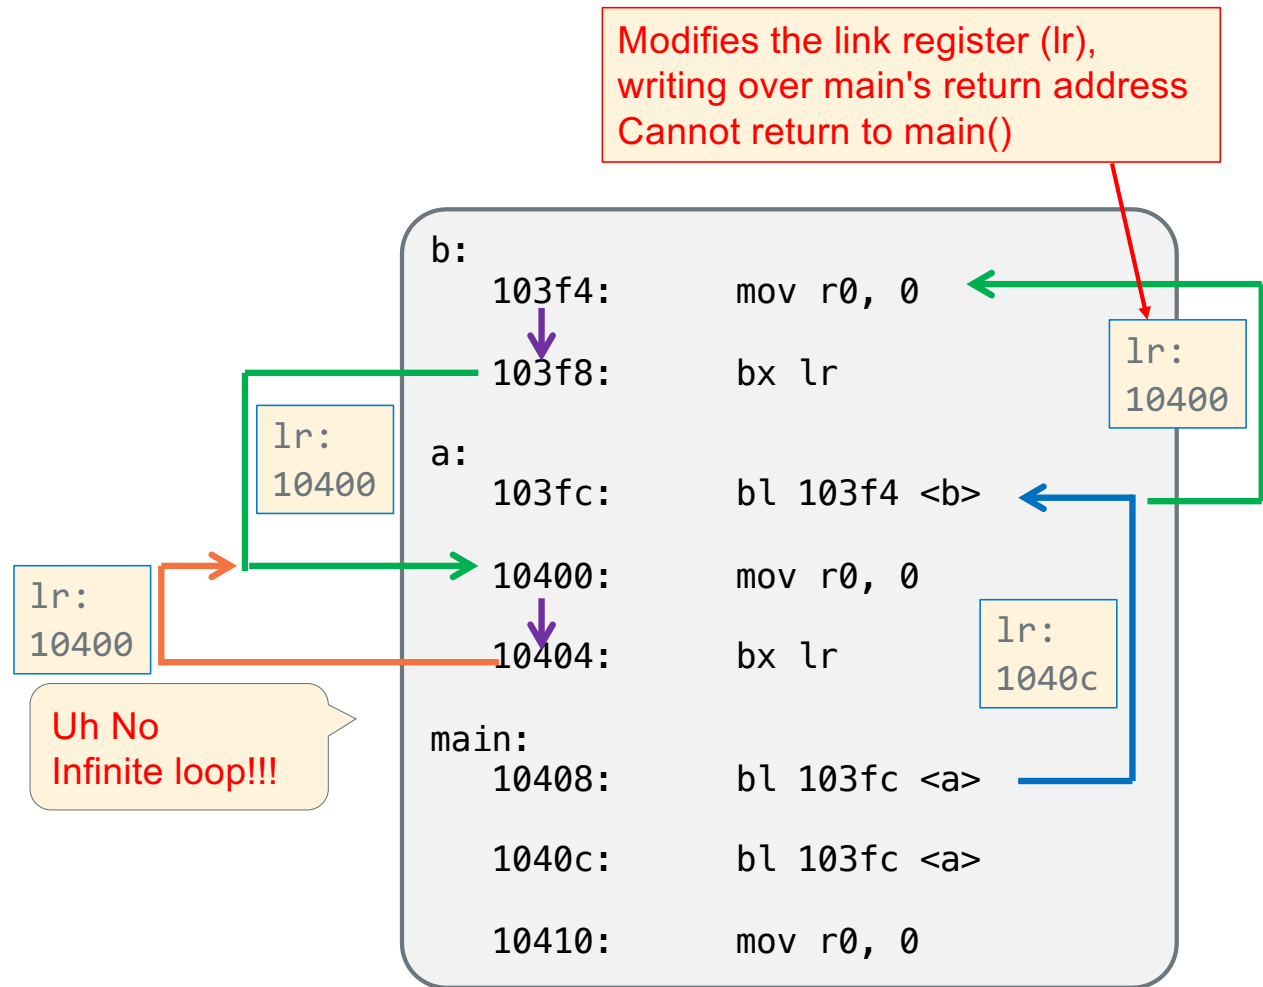 Modifies the link register (lr),
writing over main's return address
Cannot return to main()
b:
103f4: mov r0, 0
103f8: bx lr
lr:
10400
lr:
10400
a:
103fc: bl 103f4 <b>
10400: mov r0, 0
10404: bx lr
lr:
10400
lr:
1040c
Uh No
Infinite loop!!!
main:
10408: bl 103fc <a>
1040c: bl 103fc <a>
10410: mov r0, 0